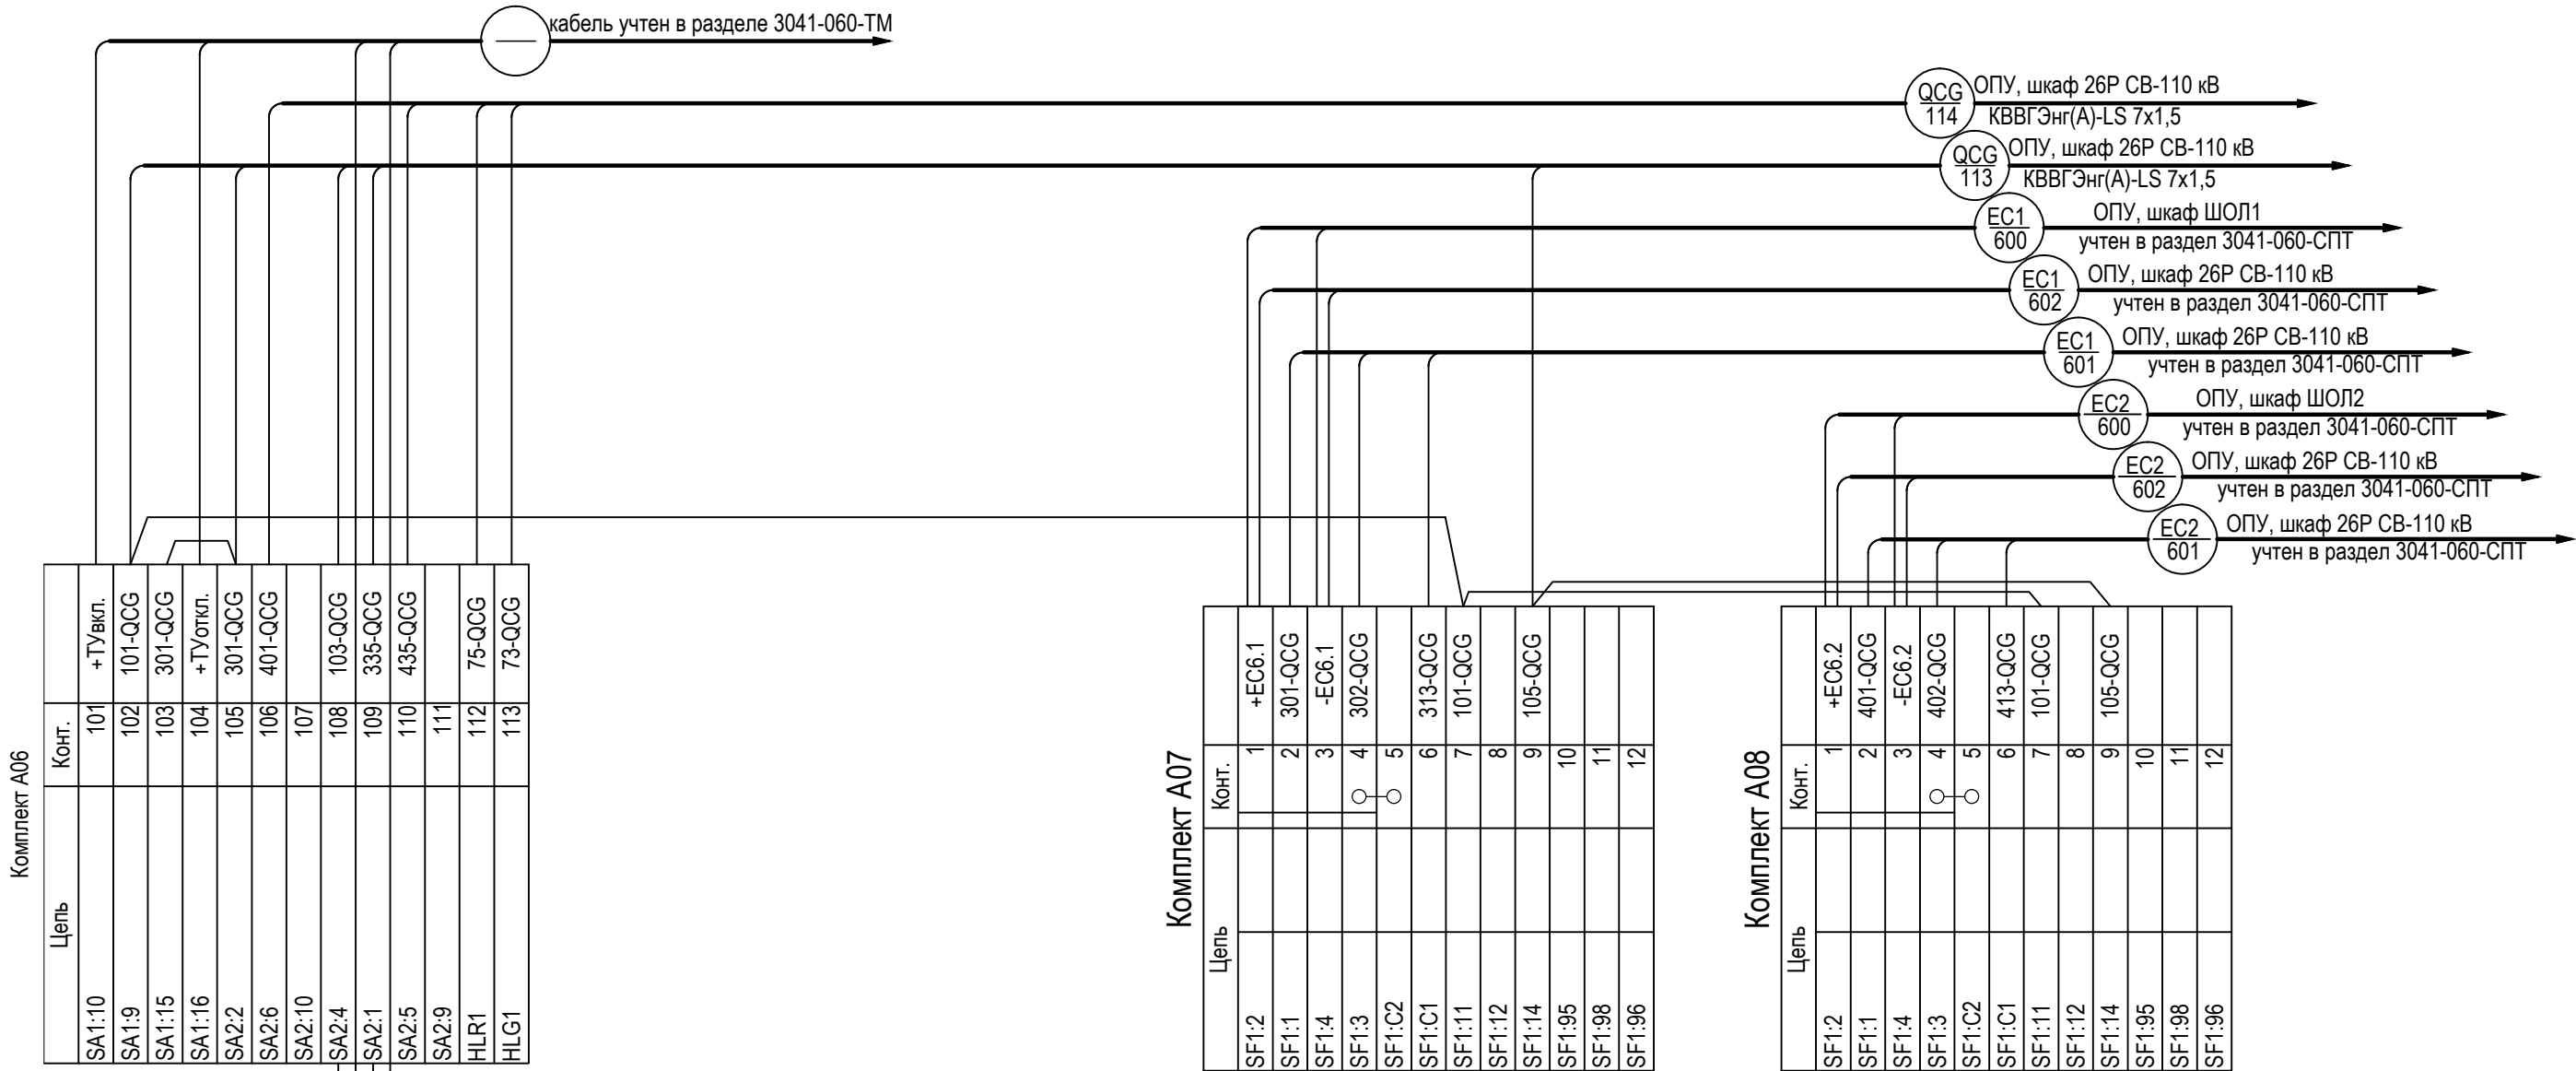 кабель учтен в разделе 3041-060-ТМ
QCG
114
ОПУ, шкаф 26Р СВ-110 кВ
КВВГЭнг(А)-LS 7х1,5
QCG
113
ОПУ, шкаф 26Р СВ-110 кВ
КВВГЭнг(А)-LS 7х1,5
EC1
600
ОПУ, шкаф ШОЛ1
учтен в раздел 3041-060-СПТ
EC1
602
ОПУ, шкаф 26Р СВ-110 кВ
учтен в раздел 3041-060-СПТ
EC1
601
ОПУ, шкаф 26Р СВ-110 кВ
учтен в раздел 3041-060-СПТ
EC2
600
ОПУ, шкаф ШОЛ2
учтен в раздел 3041-060-СПТ
EC2
602
ОПУ, шкаф 26Р СВ-110 кВ
учтен в раздел 3041-060-СПТ
EC2
601
ОПУ, шкаф 26Р СВ-110 кВ
учтен в раздел 3041-060-СПТ
Комплект А06
Цепь Конт.
SA1:10 101 +ТУвкл.
SA1:9 102 101-QCG
SA1:15 103 301-QCG
SA1:16 104 +ТУоткл.
SA2:2 105 301-QCG
SA2:6 106 401-QCG
SA2:10 107
SA2:4 108 103-QCG
SA2:1 109 335-QCG
SA2:5 110 435-QCG
SA2:9 111
HLR1 112 75-QCG
HLG1 113 73-QCG
Комплект А07
Цепь Конт.
SF1:2 1 +EC6.1
SF1:1 2 301-QCG
SF1:4 3 -EC6.1
SF1:3 4 302-QCG
SF1:C2 5
SF1:C1 6 313-QCG
SF1:11 7 101-QCG
SF1:12 8
SF1:14 9 105-QCG
SF1:95 10
SF1:98 11
SF1:96 12
Комплект А08
Цепь Конт.
SF1:2 1 +EC6.2
SF1:1 2 401-QCG
SF1:4 3 -EC6.2
SF1:3 4 402-QCG
SF1:C2 5
SF1:C1 6 413-QCG
SF1:11 7 101-QCG
SF1:12 8
SF1:14 9 105-QCG
SF1:95 10
SF1:98 11
SF1:96 12